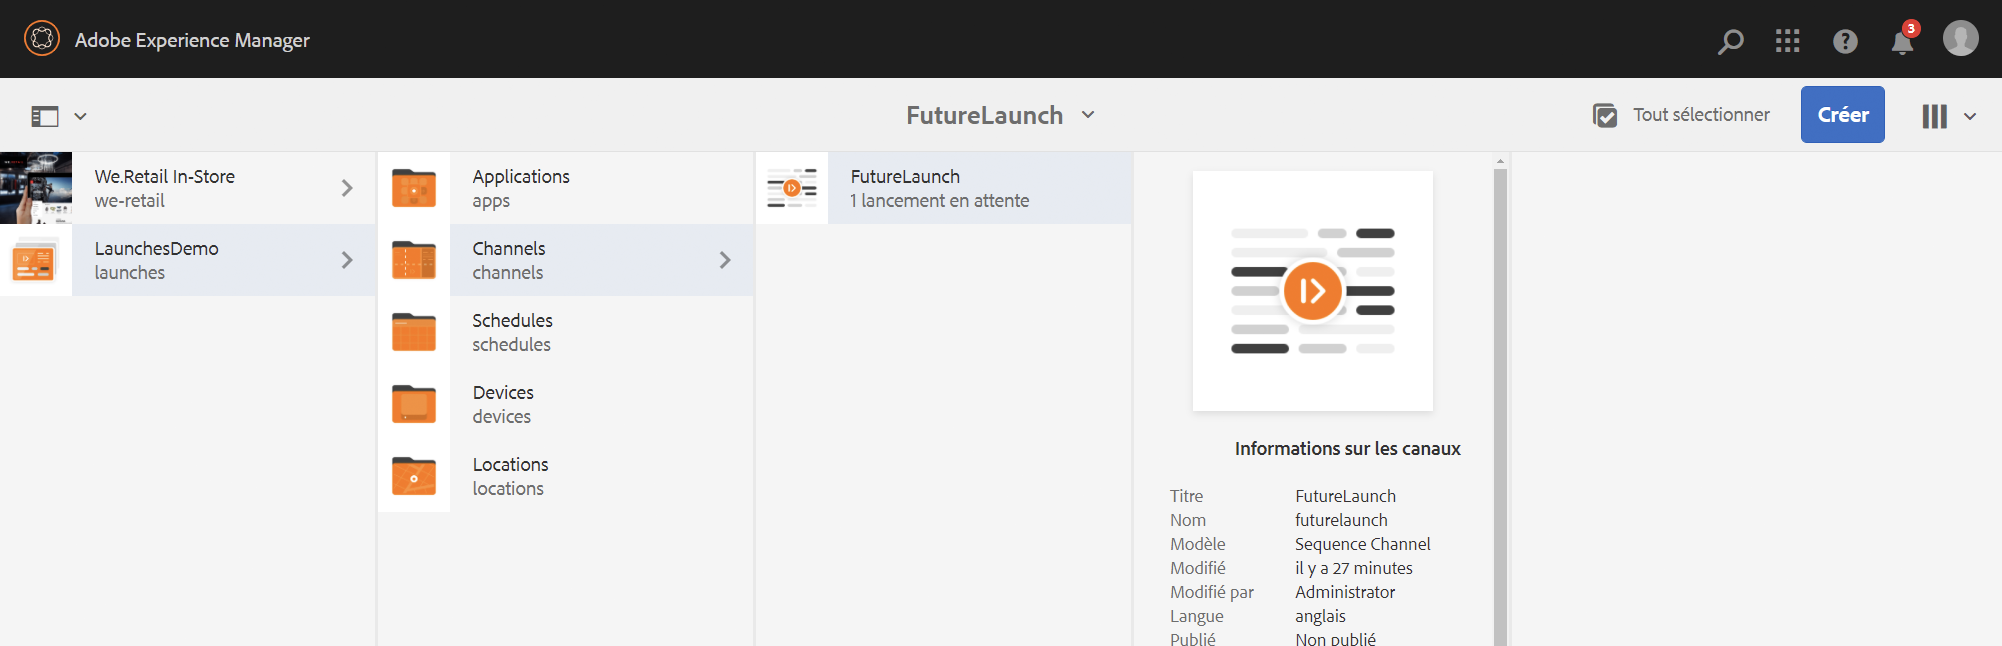 Adobe Experience Manager
3
FutureLaunch
Tout sélectionner
Créer
We.Retail In-Store
we-retail
LaunchesDemo
launches
Applications
apps
Channels
channels
Schedules
schedules
Devices
devices
Locations
locations
FutureLaunch
1 lancement en attente
Informations sur les canaux
Titre FutureLaunch
Nom futurelaunch
Modèle Sequence Channel
Modifié il y a 27 minutes
Modifié par Administrator
Langue anglais
Publié Non publié